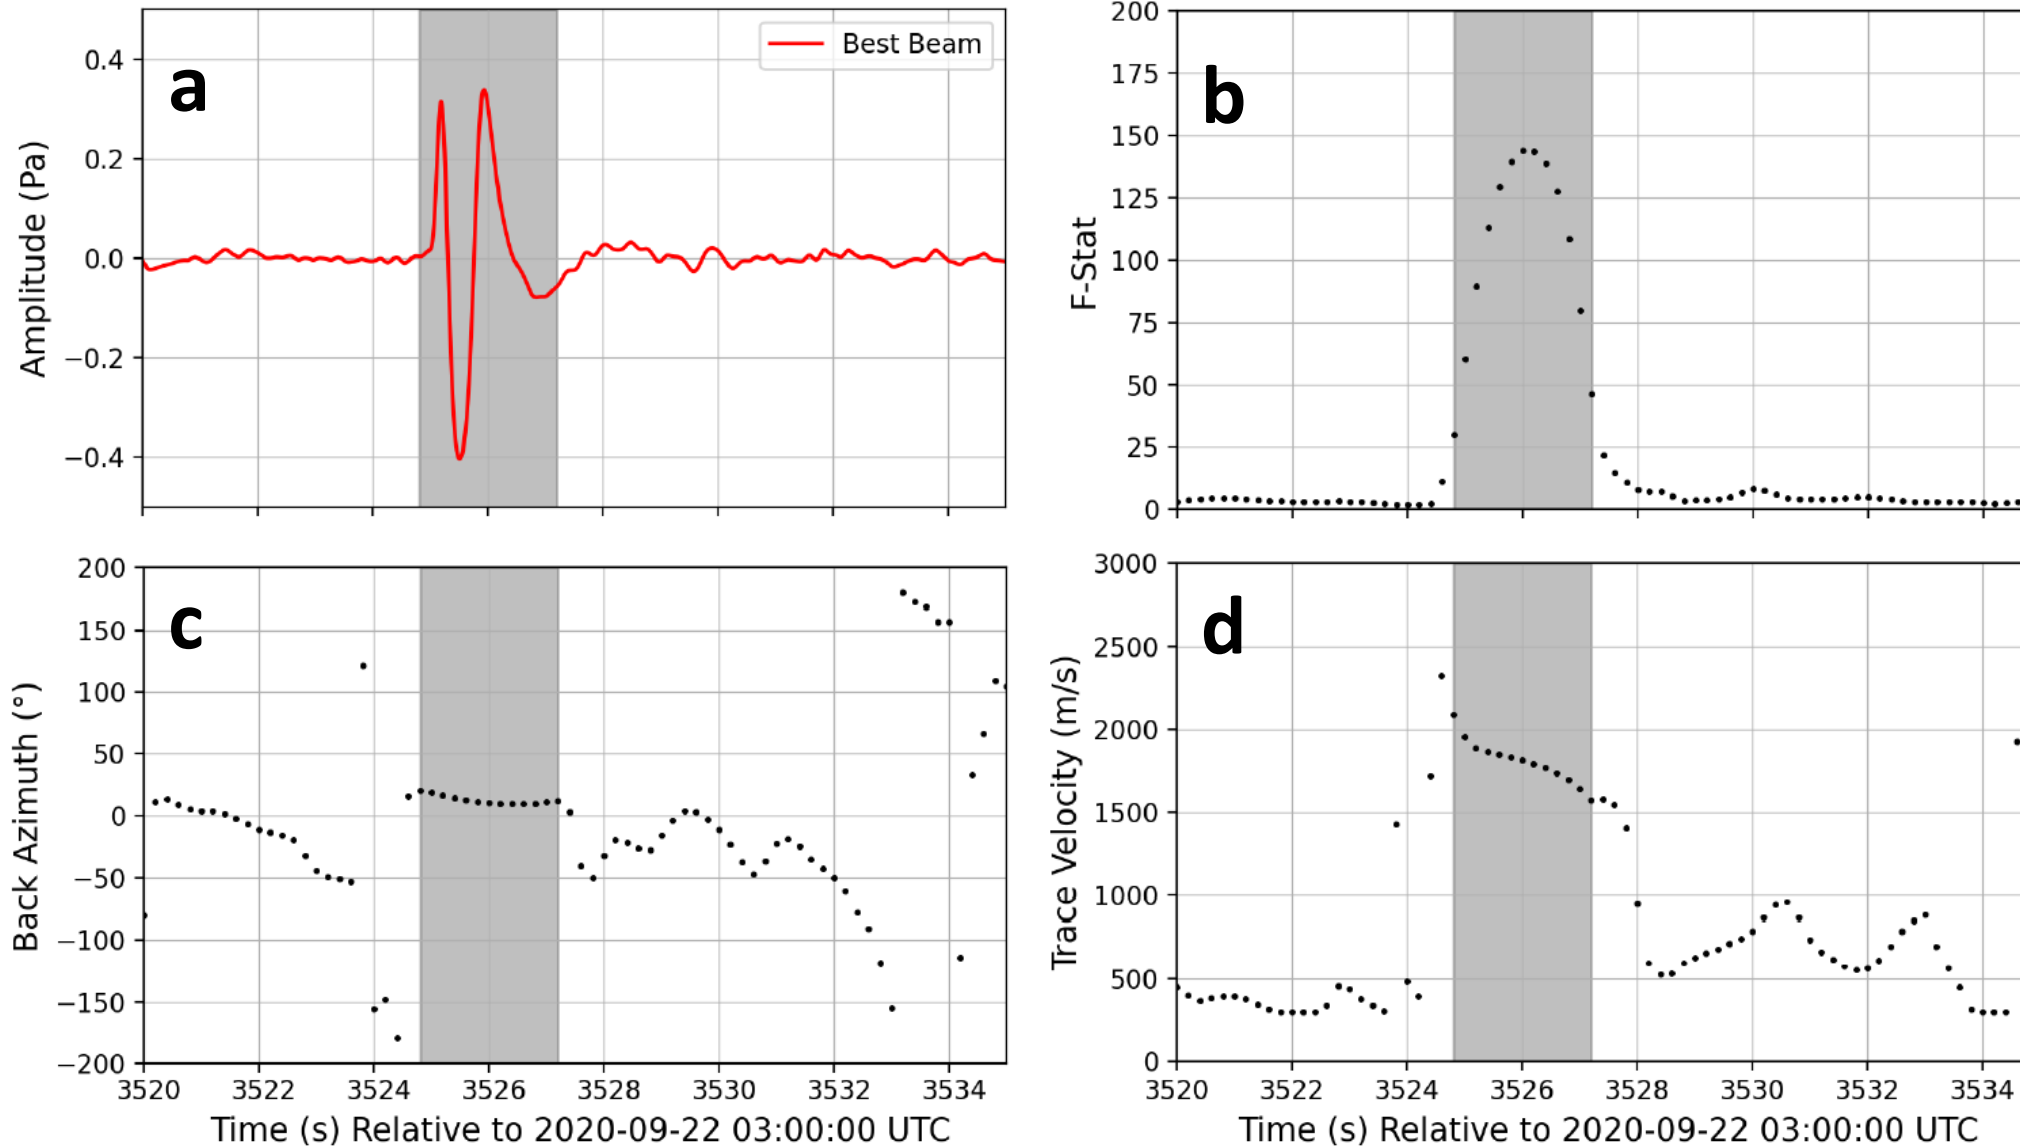 a
Best Beam
0.4
0.2
0.0
−0.2
−0.4
Amplitude (Pa)
b
200
175
150
125
100
75
50
25
0
F-Stat
c
200
150
100
50
0
−50
−100
−150
−200
Back Azimuth (°)
3520 3522 3524 3526 3528 3530 3532 3534
Time (s) Relative to 2020-09-22 03:00:00 UTC
d
3000
2500
2000
1500
1000
500
0
Trace Velocity (m/s)
3520 3522 3524 3526 3528 3530 3532 3534
Time (s) Relative to 2020-09-22 03:00:00 UTC